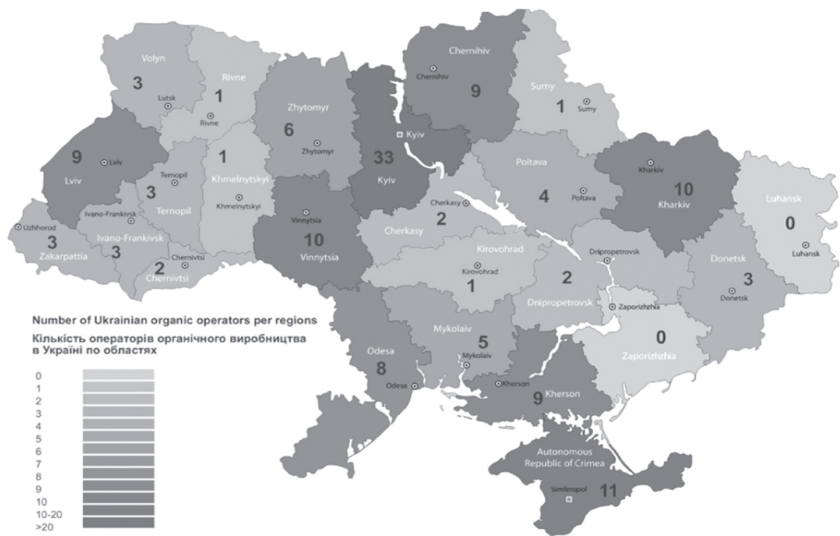 Volyn
3
Lutsk
Rivne
1
Rivne
Zhytomyr
6
Zhytomyr
33
Kyiv
Kyiv
Chernihiv
Chernihiv
9
Sumy
1
Sumy
9
Lviv
Lviv
Ternopil
3
Ternopil
1
Khmelnytskyi
Khmelnytskyi
Poltava
4
Poltava
Kharkiv
10
Kharkiv
Luhansk
0
Luhansk
Uzhhorod
3
Zakarpattia
Ivano-Frankivsk
Ivano-Frankivsk
3
Chernivtsi
2
Chernivtsi
Vinnytsia
10
Vinnytsia
Cherkasy
2
Cherkasy
Kirovohrad
Kirovohrad
1
Dnipropetrovsk
2
Dnipropetrovsk
Donetsk
3
Donetsk
Zaporizhzhia
0
Zaporizhzhia
Mykolaiv
5
Mykolaiv
Odesa
8
Odesa
Kherson
9
Kherson
Autonomous
Republic of Crimea
Simferopol
11
Number of Ukrainian organic operators per regions
Кількість операторів органічного виробництва
в Україні по областях
0
1
2
3
4
5
6
7
8
9
10
10-20
>20